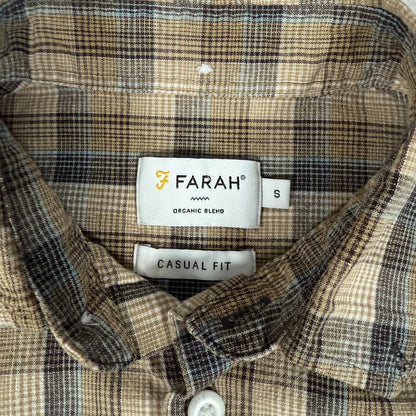 FARAH®
ORGANIC BLEND
S
CASUAL FIT